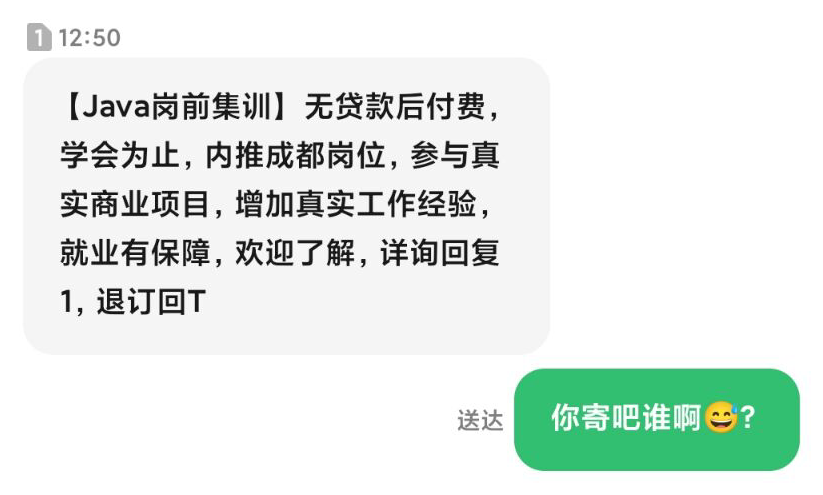 1 12:50
【Java岗前集训】无贷款后付费，
学会为止，内推成都岗位，参与真
实商业项目，增加真实工作经验，
就业有保障，欢迎了解，详询回复
1，退订回T
送达 你寄吧谁啊😅?